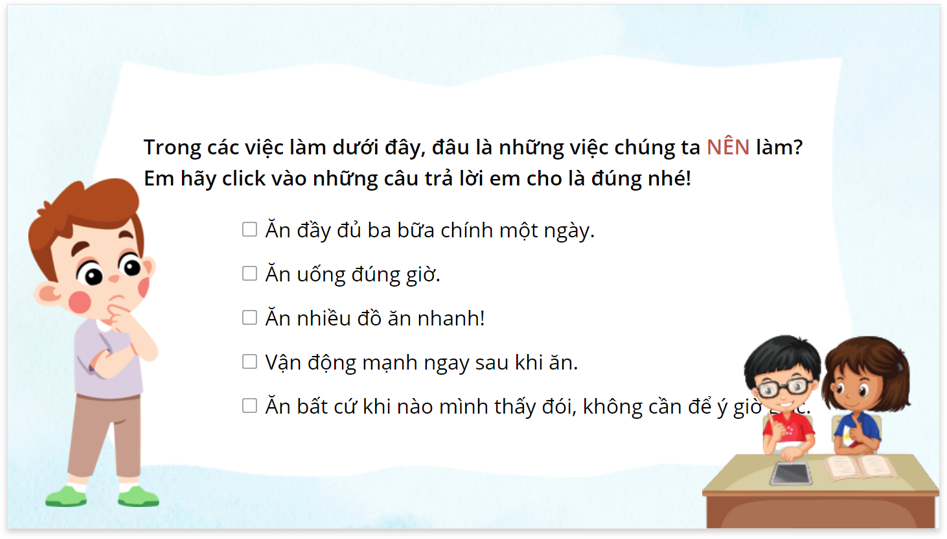 Trong các việc làm dưới đây, đâu là những việc chúng ta NÊN làm?
Em hãy click vào những câu trả lời em cho là đúng nhé!
Ăn đầy đủ ba bữa chính một ngày.
Ăn uống đúng giờ.
Ăn nhiều đồ ăn nhanh!
Vận động mạnh ngay sau khi ăn.
Ăn bất cứ khi nào mình thấy đói, không cần để ý giờ